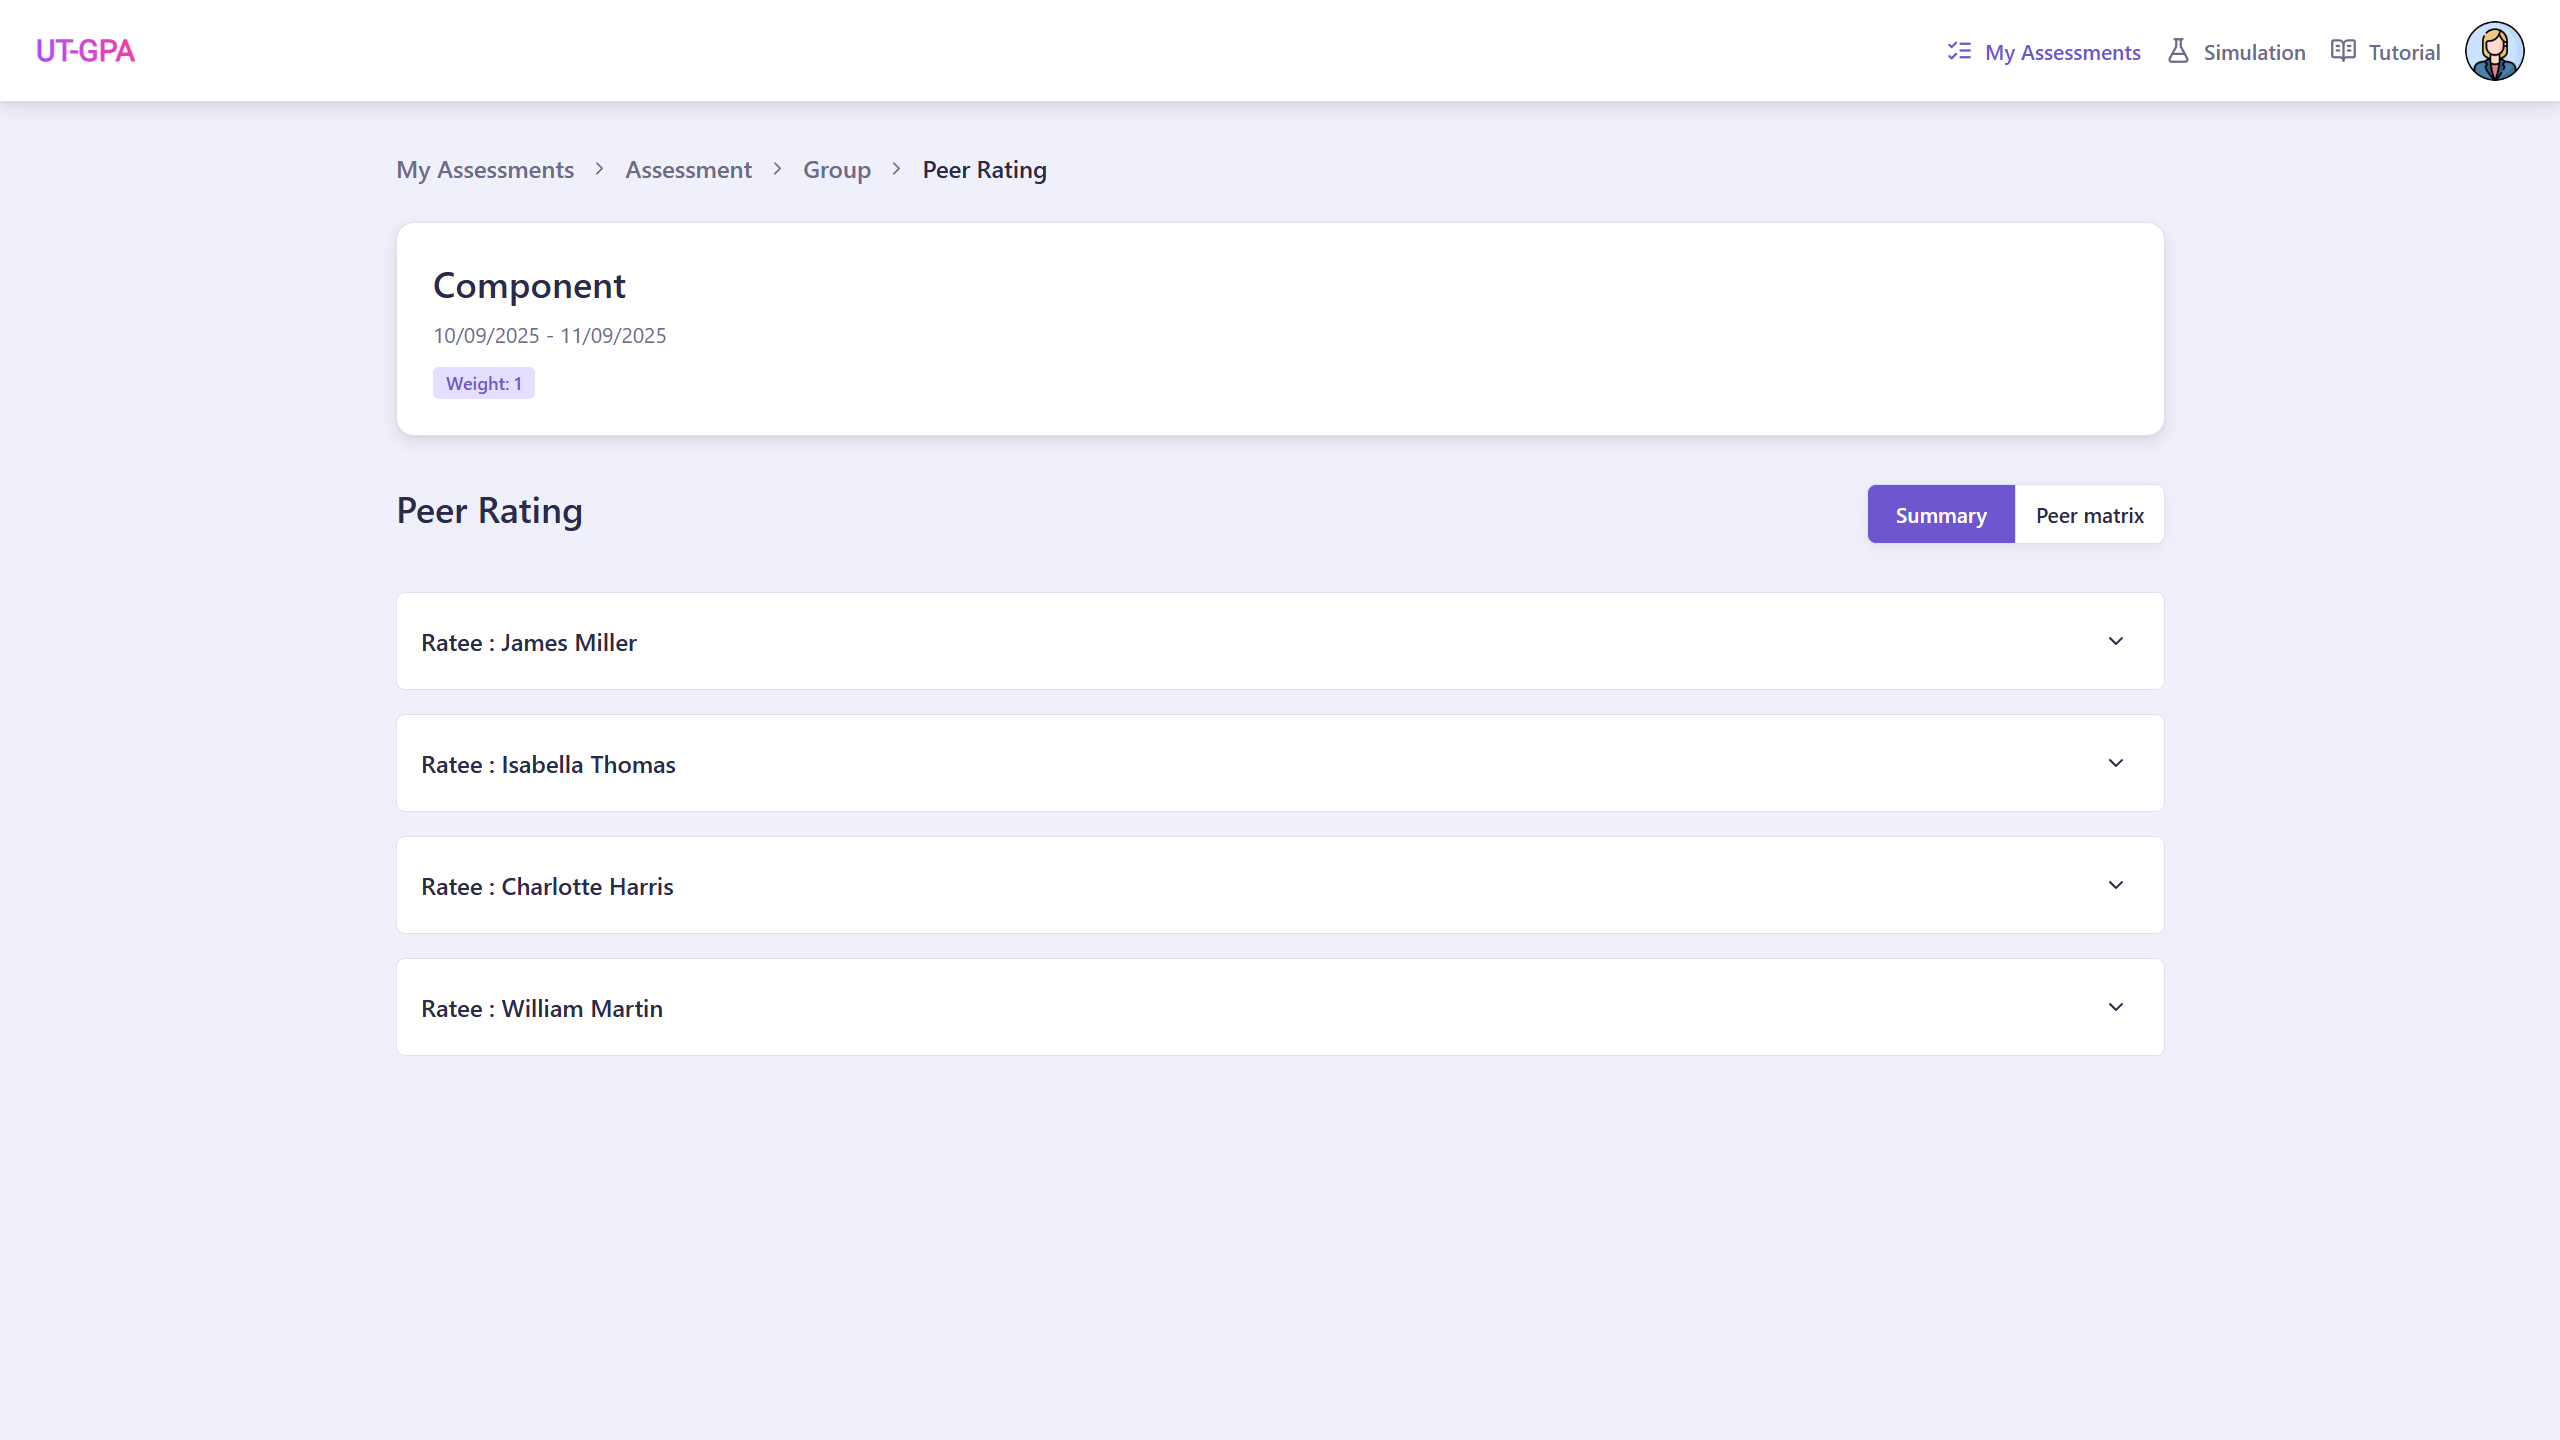 UT-GPA
My Assessments Simulation Tutorial
My Assessments > Assessment > Group > Peer Rating
Component
10/09/2025 - 11/09/2025
Weight: 1
Peer Rating
Summary Peer matrix
Ratee : James Miller
Ratee : Isabella Thomas
Ratee : Charlotte Harris
Ratee : William Martin